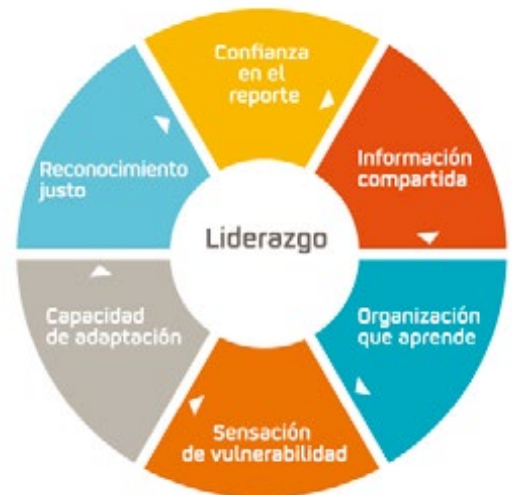 Confianza
en el
reporte
Información
compartida
Organización
que aprende
Sensación
de vulnerabilidad
Capacidad
de adaptación
Reconocimiento
justo
Liderazgo